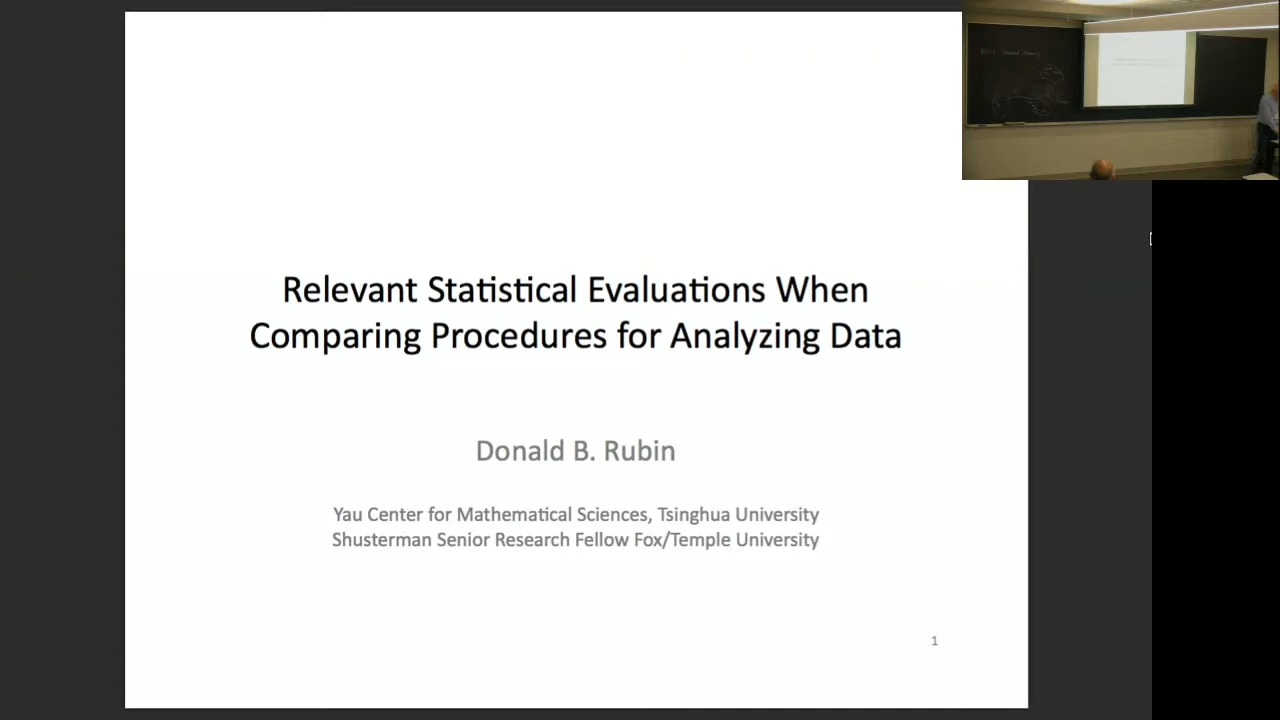 Relevant Statistical Evaluations When
Comparing Procedures for Analyzing Data
Donald B. Rubin
Yau Center for Mathematical Sciences, Tsinghua University
Shusterman Senior Research Fellow Fox/Temple University
1